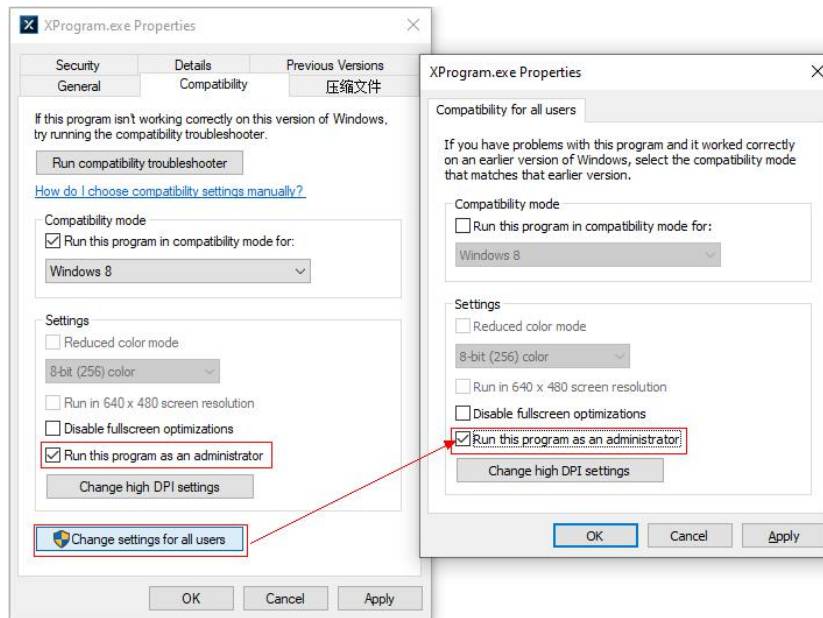 XProgram.exe Properties
Security Details Previous Versions
General Compatibility 压缩文件
If this program isn't working correctly on this version of Windows,
try running the compatibility troubleshooter.
Run compatibility troubleshooter
How do I choose compatibility settings manually?
Compatibility mode
Run this program in compatibility mode for:
Windows 8
Settings
Reduced color mode
8-bit (256) color
Run in 640 x 480 screen resolution
Disable fullscreen optimizations
Run this program as an administrator
Change high DPI settings
Change settings for all users
OK Cancel Apply
XProgram.exe Properties
Compatibility for all users
If you have problems with this program and it worked correctly
on an earlier version of Windows, select the compatibility mode
that matches that earlier version.
Compatibility mode
Run this program in compatibility mode for:
Windows 8
Settings
Reduced color mode
8-bit (256) color
Run in 640 x 480 screen resolution
Disable fullscreen optimizations
Run this program as an administrator
Change high DPI settings
OK Cancel Apply